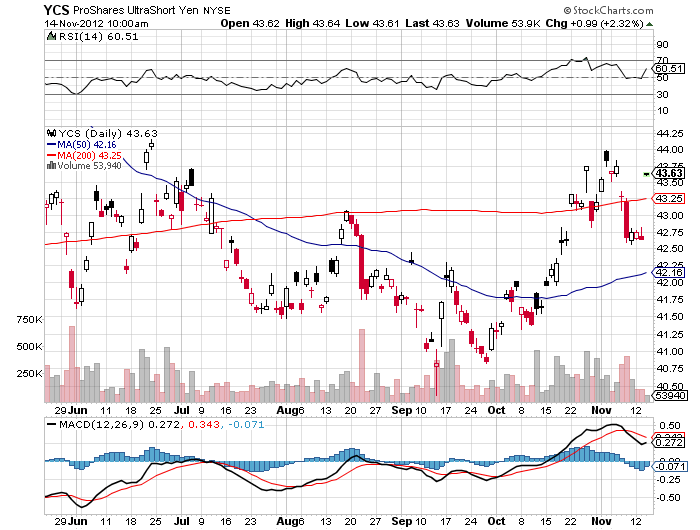 YCS ProShares UltraShort Yen NYSE © StockCharts.com
14-Nov-2012 10:00am Open 43.62 High 43.64 Low 43.61 Last 43.63 Volume 53.9K Chg +0.99 (+2.32%)
RSI(14) 60.51
90
70
60.51
50
30
10
YCS (Daily) 43.63
MA(50) 42.16
MA(200) 43.25
Volume 53,940
44.25
44.00
43.75
43.63
43.50
43.25
43.00
42.75
42.50
42.16
42.00
41.75
41.50
41.25
41.00
40.75
40.50
750K
500K
250K
53940
29 Jun 11 18 25 Jul 9 16 23 Aug 6 13 20 27 Sep 10 17 24 Oct 8 15 22 Nov 12
MACD(12,26,9) 0.272, 0.343, -0.071
0.50
0.272
0.00
-0.071
-0.25
-0.50
29 Jun 11 18 25 Jul 9 16 23 Aug 6 13 20 27 Sep 10 17 24 Oct 8 15 22 Nov 12